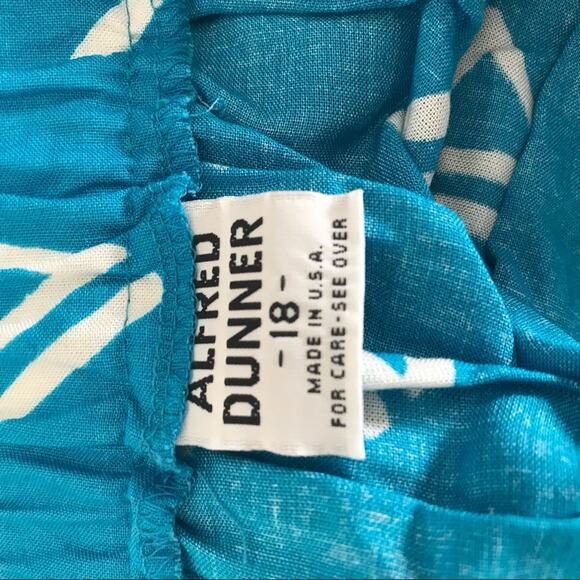 ALFRED
DUNNER
- 18 -
MADE IN U.S.A.
FOR CARE-SEE OVER